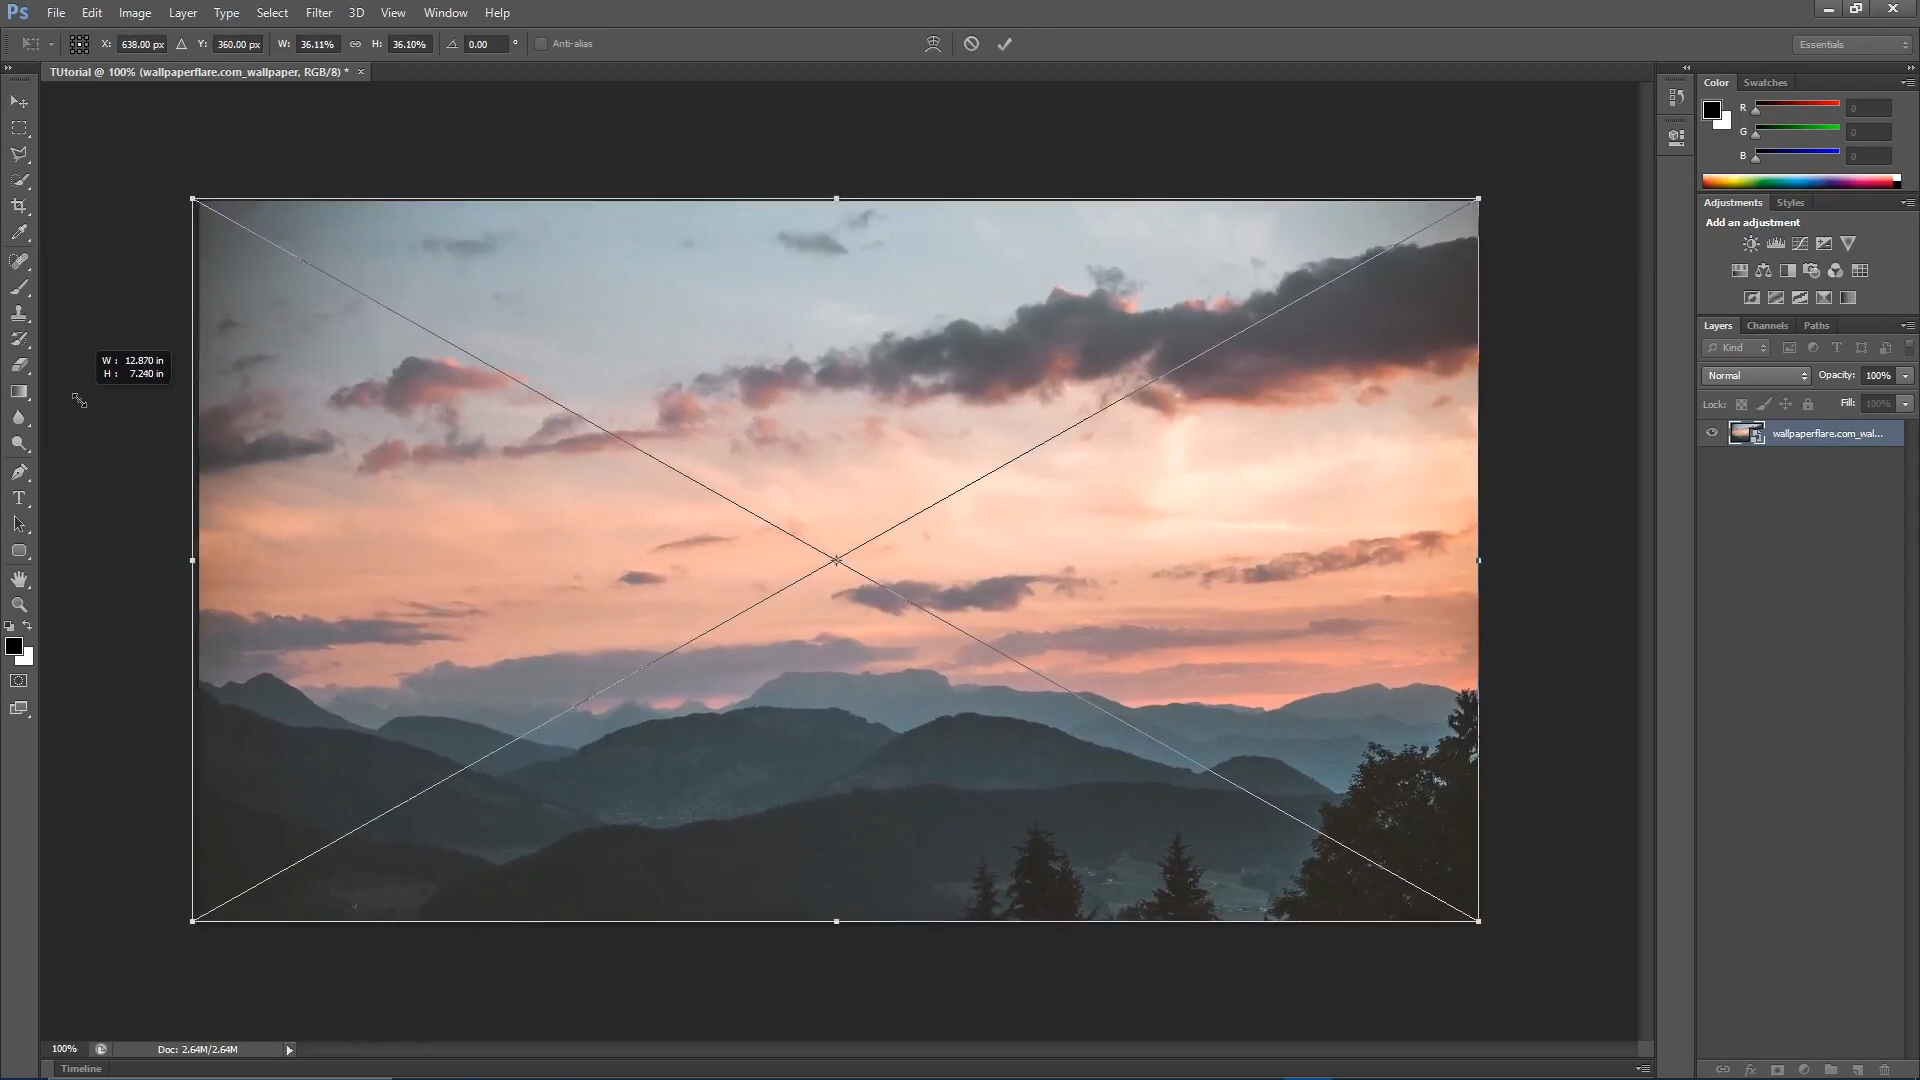 Ps File Edit Image Layer Type Select Filter 3D View Window Help
X: 638.00 px Y: 360.00 px W: 36.11% H: 36.10% 0.00 ° Anti-alias Essentials
TUtorial @ 100% (wallpaperflare.com_wallpaper, RGB/8) * ×
Color Swatches
R 0
G 0
B 0
Adjustments Styles
Add an adjustment
Layers Channels Paths
Kind
Normal Opacity: 100%
Lock: Fill: 100%
wallpaperflare.com_wal...
W : 12.870 in
H : 7.240 in
T
100% Doc: 2.64M/2.64M
Timeline
fx